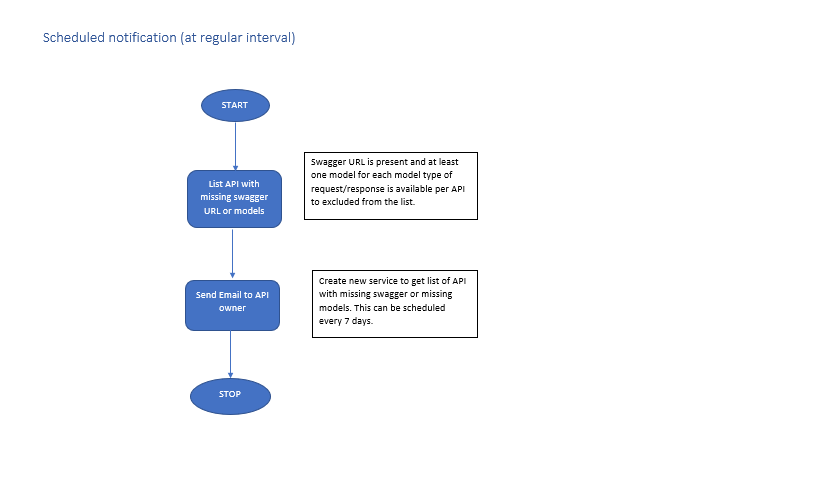 Scheduled notification (at regular interval)
START
List API with
missing swagger
URL or models
Swagger URL is present and at least
one model for each model type of
request/response is available per API
to excluded from the list.
Send Email to API
owner
Create new service to get list of API
with missing swagger or missing
models. This can be scheduled
every 7 days.
STOP